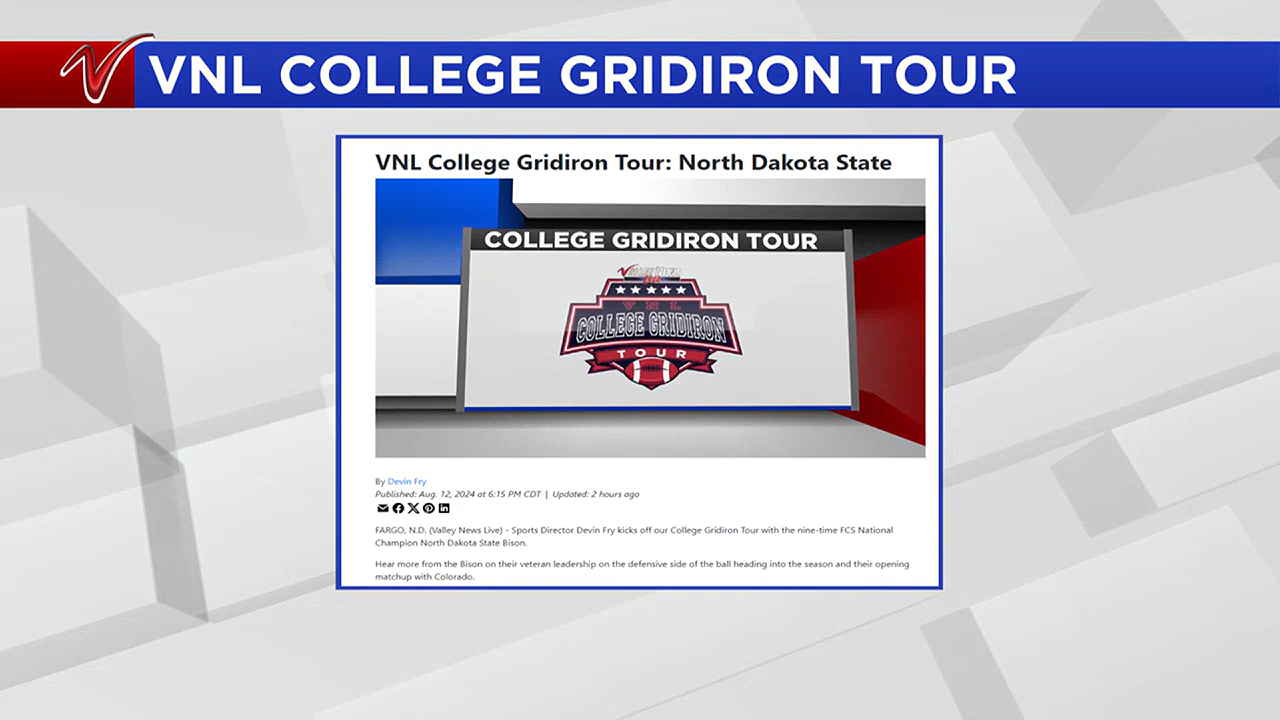 VNL COLLEGE GRIDIRON TOUR
VNL College Gridiron Tour: North Dakota State
COLLEGE GRIDIRON TOUR
VNL
COLLEGE GRIDIRON
TOUR
By Devin Fry
Published: Aug. 12, 2024 at 6:15 PM CDT | Updated: 2 hours ago
FARGO, N.D. (Valley News Live) - Sports Director Devin Fry kicks off our College Gridiron Tour with the nine-time FCS National
Champion North Dakota State Bison.
Hear more from the Bison on their veteran leadership on the defensive side of the ball heading into the season and their opening
matchup with Colorado.